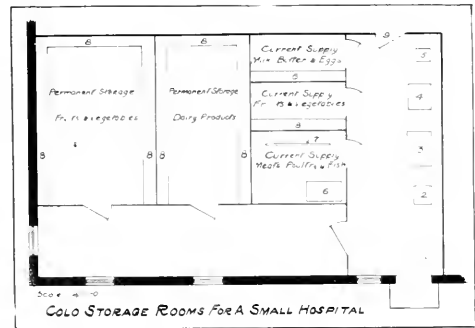 8
8
9
Current Supply
Milk Butter & Eggs
5
8
4
Permanent Storage
Permanent Storage
Current Supply
Fruits & Vegetables
Fruits & Vegetables
Dairy Products
8
7
3
Current Supply
Meats Poultry & Fish
8
8
8
6
2
Scale
COLD STORAGE ROOMS FOR A SMALL HOSPITAL